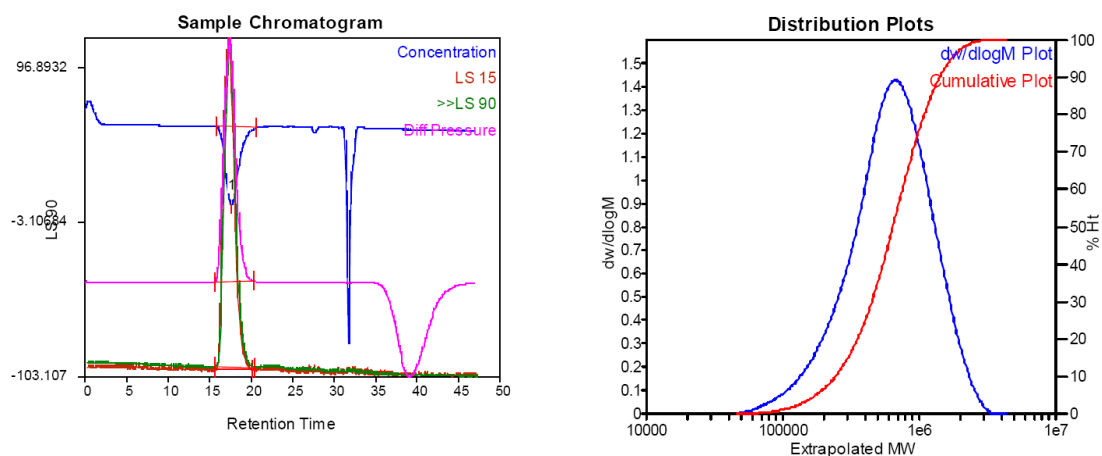 Sample Chromatogram
96.8932
-3.10684
-103.107
LS 90
Concentration
LS 15
>>LS 90
Diff Pressure
1
0 5 10 15 20 25 30 35 40 45 50
Retention Time
Distribution Plots
1.5
1.4
1.3
1.2
1.1
1
0.9
0.8
0.7
0.6
0.5
0.4
0.3
0.2
0.1
0
dw/dlogM
dw/dlogM Plot
Cumulative Plot
100
90
80
70
60
50
40
30
20
10
0
% Ht
10000 100000 1e6 1e7
Extrapolated MW